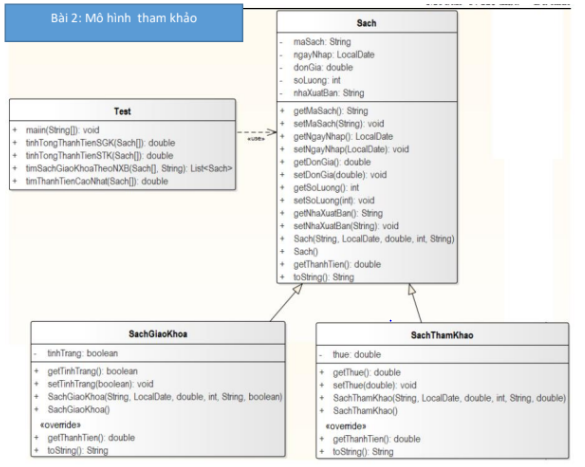 Bài 2: Mô hình tham khảo
Sach
- maSach: String
- ngayNhap: LocalDate
- donGia: double
- soLuong: int
- nhaXuatBan: String
+ getMaSach(): String
+ setMaSach(String): void
+ getNgayNhap(): LocalDate
+ setNgayNhap(LocalDate): void
+ getDonGia(): double
+ setDonGia(double): void
+ getSoLuong(): int
+ setSoLuong(int): void
+ getNhaXuatBan(): String
+ setNhaXuatBan(String): void
+ Sach(String, LocalDate, double, int, String)
+ Sach()
+ getThanhTien(): double
+ toString(): String
Test
+ maiin(String[]): void
+ tinhTongThanhTienSGK(Sach[]): double
+ tinhTongThanhTienSTK(Sach[]): double
+ timSachGiaoKhoaTheoNXB(Sach[], String): List<Sach>
+ timThanhTienCaoNhat(Sach[]): double
«use»
SachGiaoKhoa
- tinhTrang: boolean
+ getTinhTrang(): boolean
+ setTinhTrang(boolean): void
+ SachGiaoKhoa(String, LocalDate, double, int, String, boolean)
+ SachGiaoKhoa()
«override»
+ getThanhTien(): double
+ toString(): String
SachThamKhao
- thue: double
+ getThue(): double
+ setThue(double): void
+ SachThamKhao(String, LocalDate, double, int, String, double)
+ SachThamKhao()
«override»
+ getThanhTien(): double
+ toString(): String